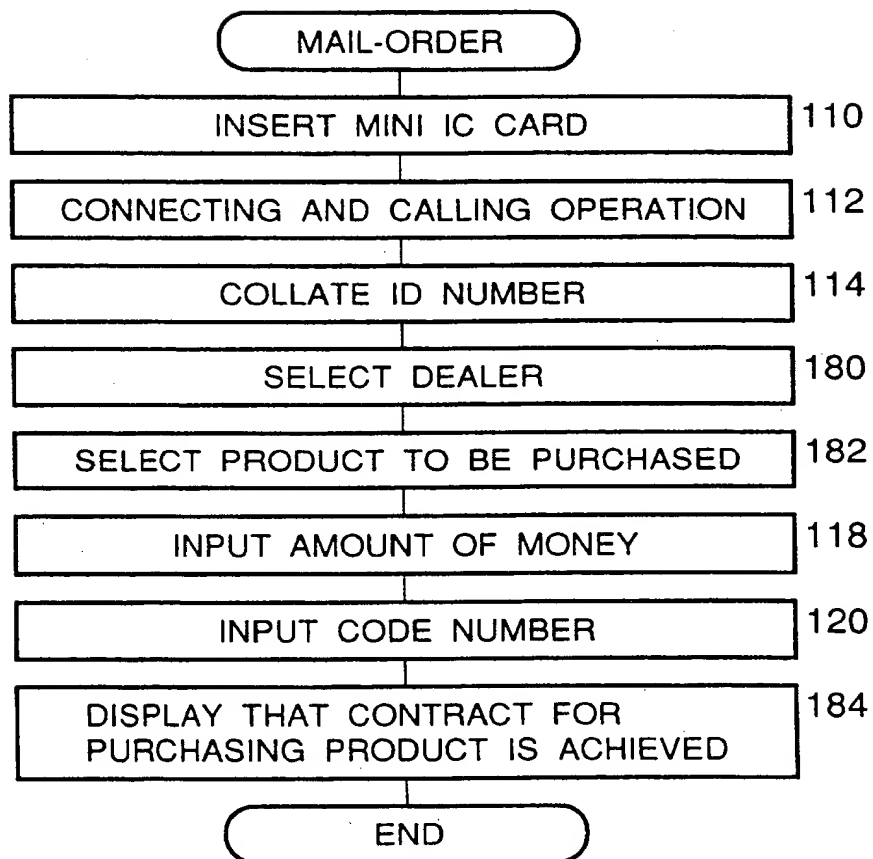 MAIL-ORDER
INSERT MINI IC CARD 110
CONNECTING AND CALLING OPERATION 112
COLLATE ID NUMBER 114
SELECT DEALER 180
SELECT PRODUCT TO BE PURCHASED 182
INPUT AMOUNT OF MONEY 118
INPUT CODE NUMBER 120
DISPLAY THAT CONTRACT FOR 184
PURCHASING PRODUCT IS ACHIEVED
END